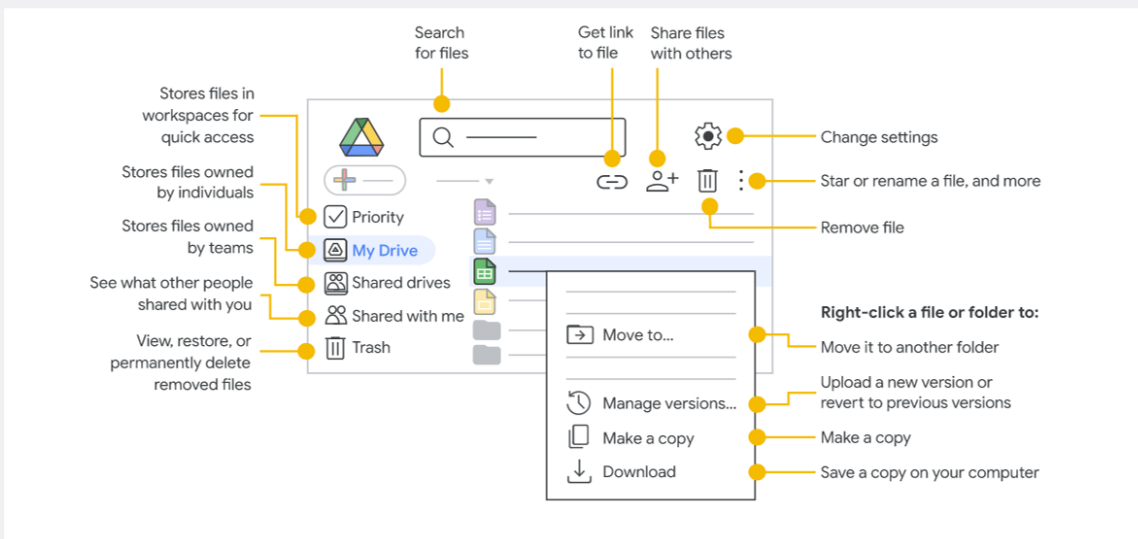 Search
for files
Get link
to file
Share files
with others
Stores files in
workspaces for
quick access
Stores files owned
by individuals
Stores files owned
by teams
See what other people
shared with you
View, restore, or
permanently delete
removed files
Priority
My Drive
Shared drives
Shared with me
Trash
Change settings
Star or rename a file, and more
Remove file
Move to...
Manage versions...
Make a copy
Download
Right-click a file or folder to:
Move it to another folder
Upload a new version or
revert to previous versions
Make a copy
Save a copy on your computer